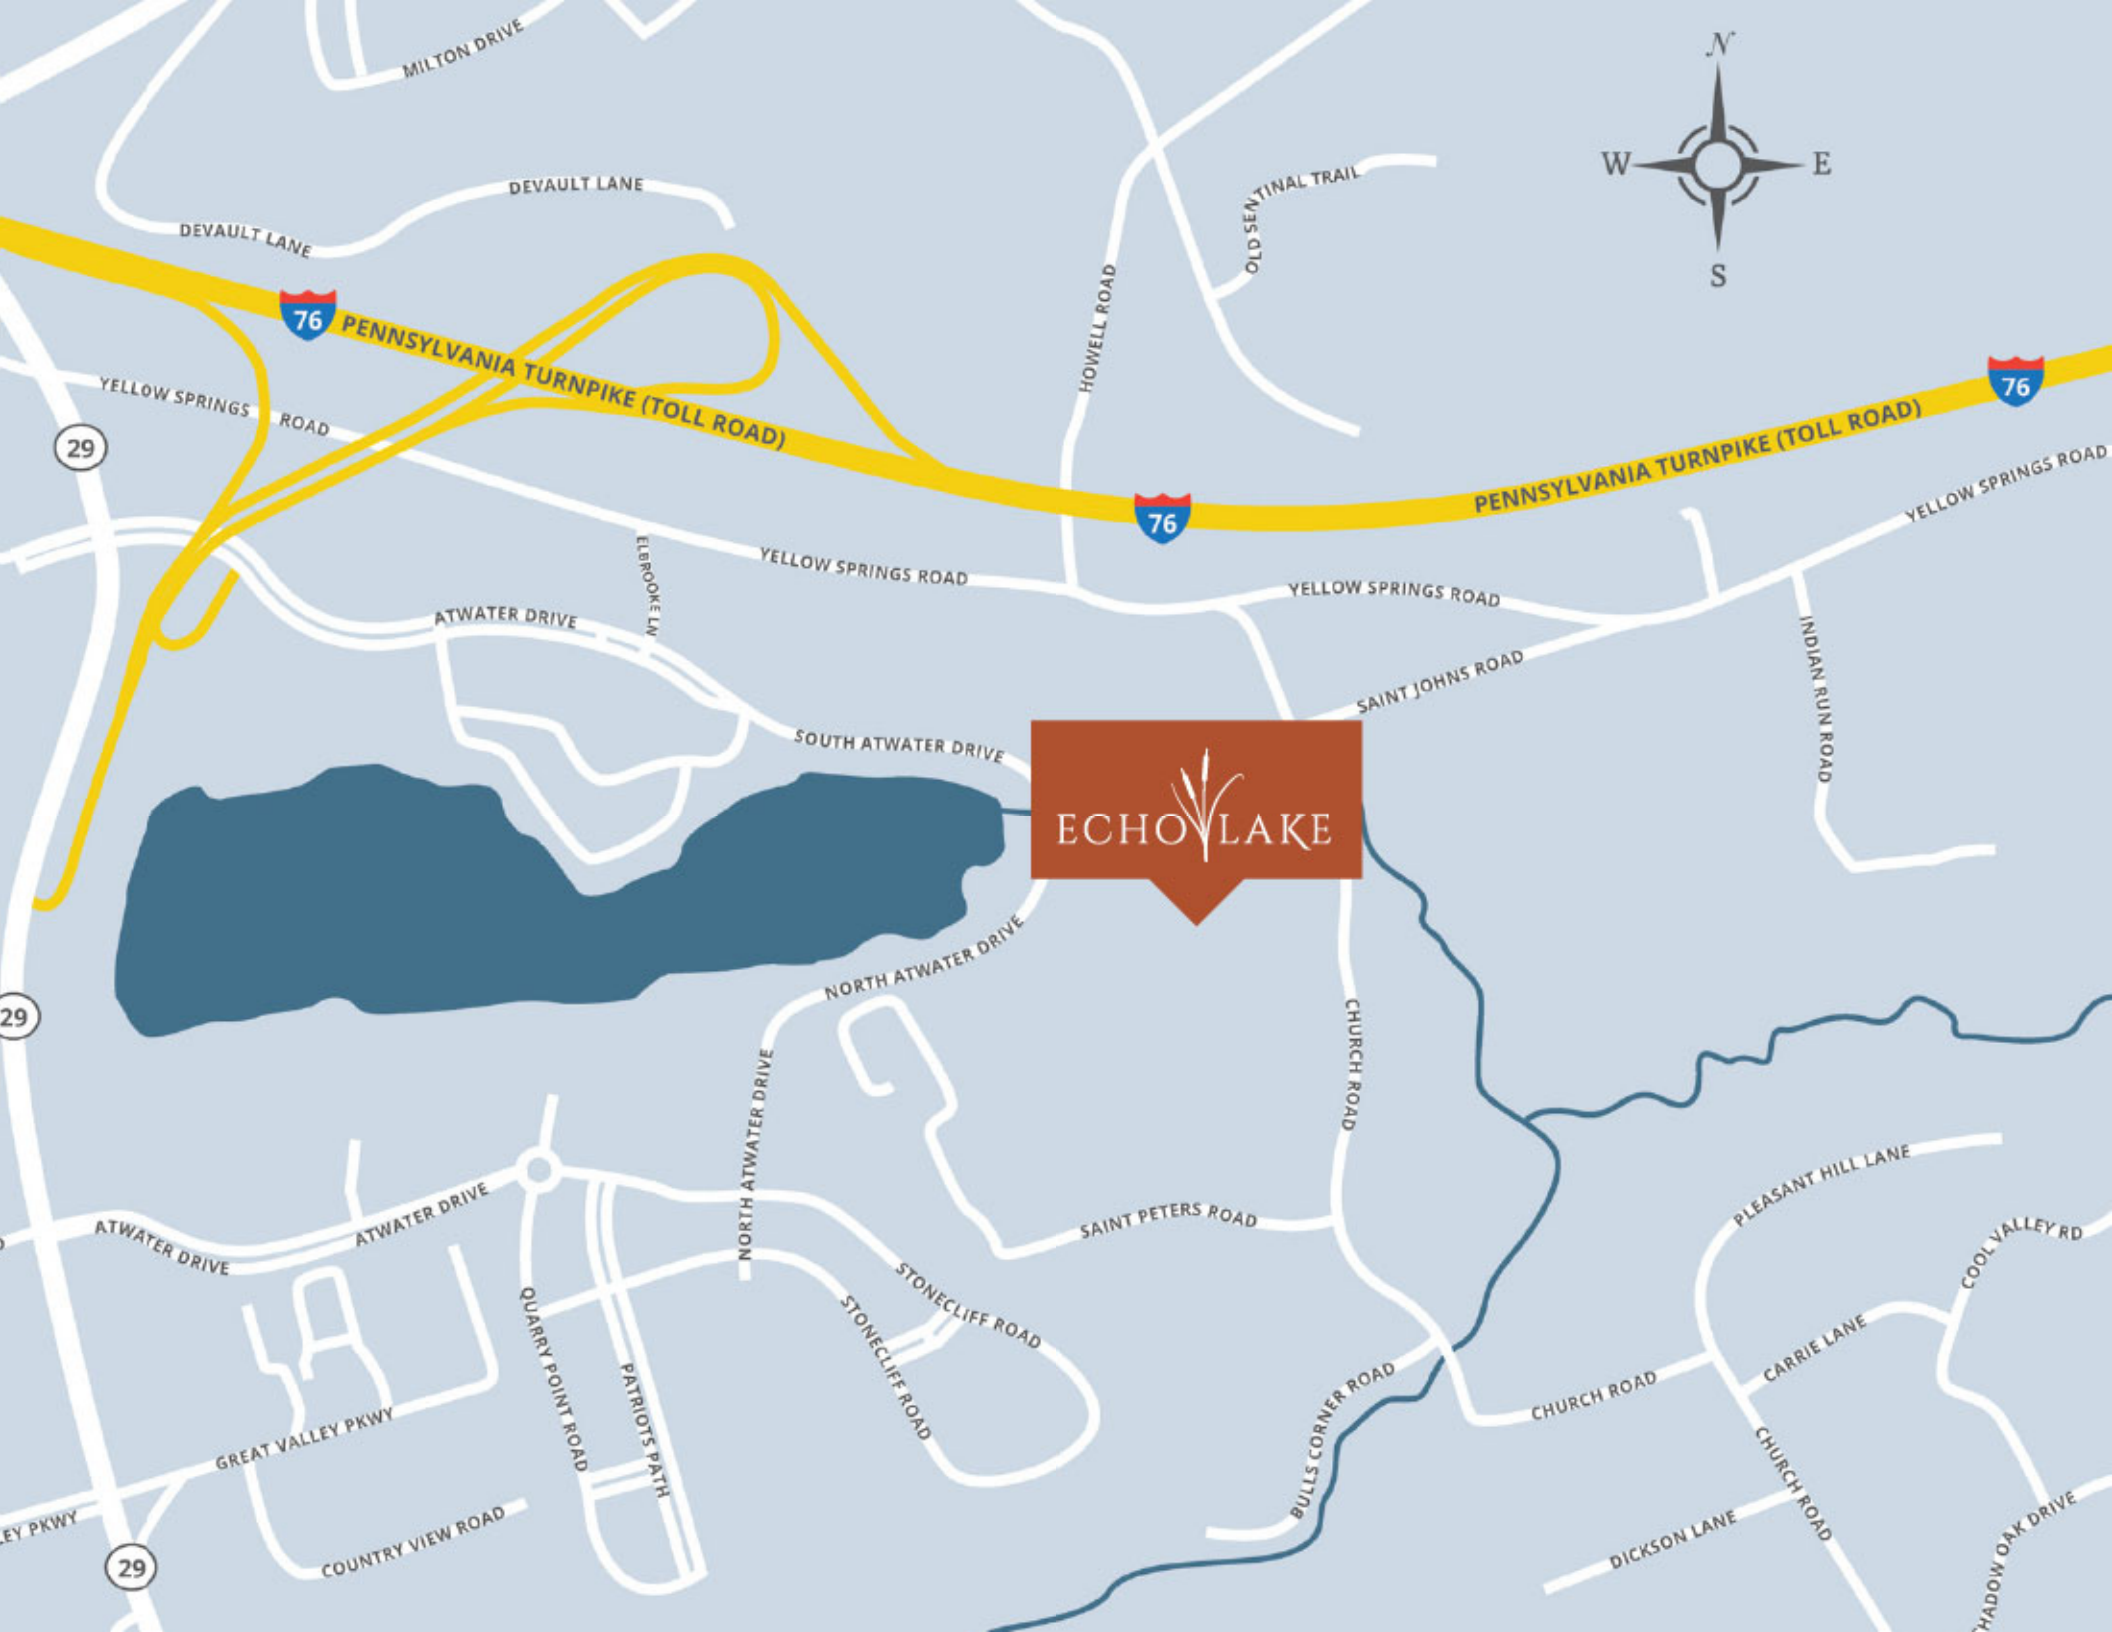 MILTON DRIVE
N
W
E
S
DEVAULT LANE
DEVAULT LANE
OLD SENTINAL TRAIL
HOWELL ROAD
76
PENNSYLVANIA TURNPIKE (TOLL ROAD)
76
PENNSYLVANIA TURNPIKE (TOLL ROAD)
76
YELLOW SPRINGS ROAD
YELLOW SPRINGS ROAD
29
ELBROOKE LN
YELLOW SPRINGS ROAD
YELLOW SPRINGS ROAD
ATWATER DRIVE
SAINT JOHNS ROAD
INDIAN RUN ROAD
SOUTH ATWATER DRIVE
ECHO LAKE
NORTH ATWATER DRIVE
29
CHURCH ROAD
NORTH ATWATER DRIVE
PLEASANT HILL LANE
ATWATER DRIVE
ATWATER DRIVE
SAINT PETERS ROAD
COOL VALLEY RD
STONECLIFF ROAD
STONECLIFF ROAD
QUARRY POINT ROAD
PATRIOTS PATH
CARRIE LANE
CHURCH ROAD
BULLS CORNER ROAD
GREAT VALLEY PKWY
CHURCH ROAD
LEY PKWY
COUNTRY VIEW ROAD
DICKSON LANE
HADOW OAK DRIVE
29